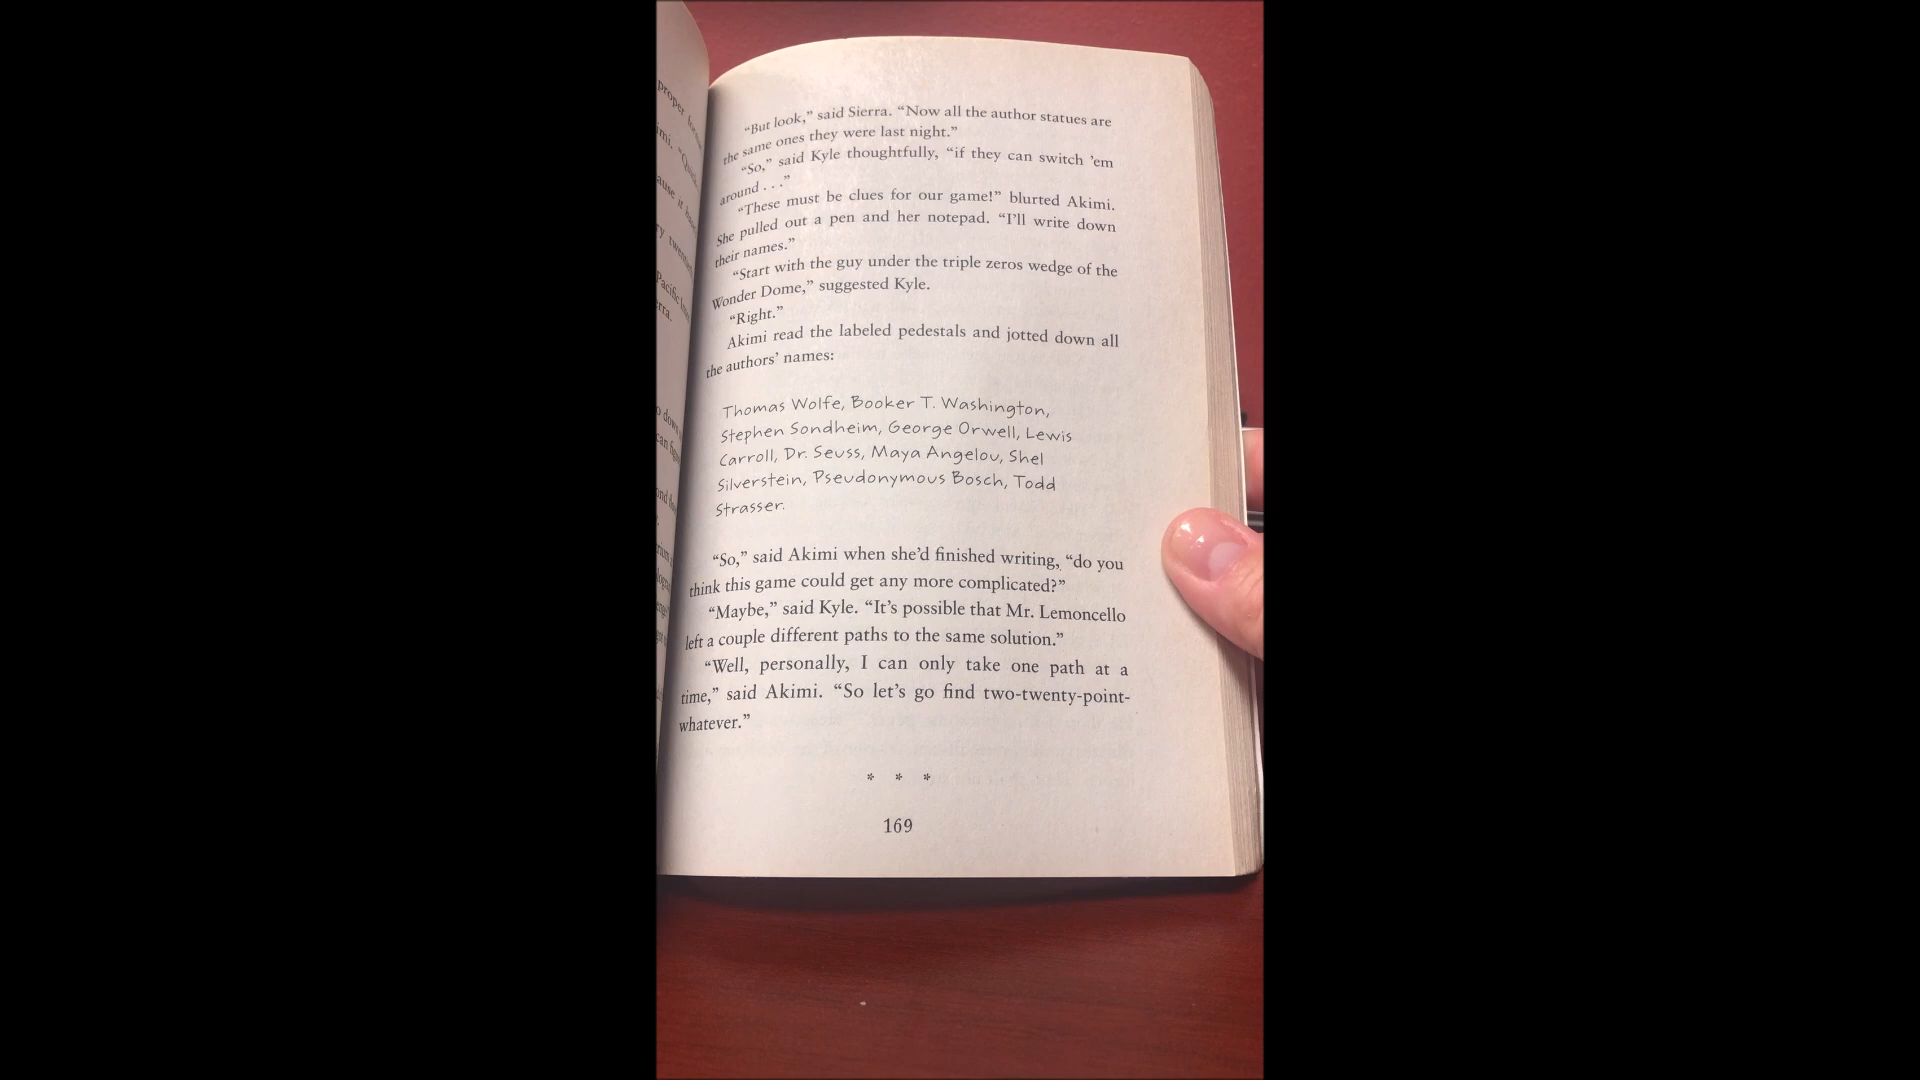 “But look,” said Sierra. “Now all the author statues are
the same ones they were last night.”
“So,” said Kyle thoughtfully, “if they can switch ’em
around . . .”
“These must be clues for our game!” blurted Akimi.
She pulled out a pen and her notepad. “I’ll write down
their names.”
“Start with the guy under the triple zeros wedge of the
Wonder Dome,” suggested Kyle.
“Right.”
Akimi read the labeled pedestals and jotted down all
the authors’ names:
Thomas Wolfe, Booker T. Washington,
Stephen Sondheim, George Orwell, Lewis
Carroll, Dr. Seuss, Maya Angelou, Shel
Silverstein, Pseudonymous Bosch, Todd
Strasser.
“So,” said Akimi when she’d finished writing, “do you
think this game could get any more complicated?”
“Maybe,” said Kyle. “It’s possible that Mr. Lemoncello
left a couple different paths to the same solution.”
“Well, personally, I can only take one path at a
time,” said Akimi. “So let’s go find two-twenty-point-
whatever.”
* * *
169